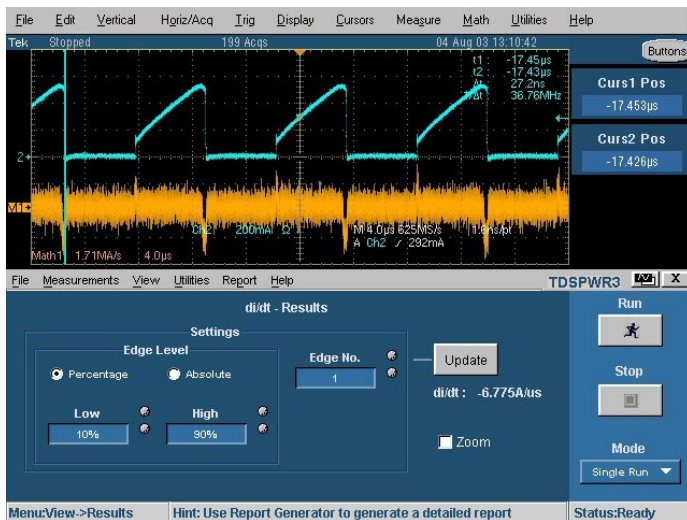 File Edit Vertical Horiz/Acq Trig Display Cursors Measure Math Utilities Help
Tek Stopped 199 Acqs 04 Aug 03 13:10:42
Buttons
t1 : -17.45µs
t2 : -17.43µs
Δt : 27.2ns
1/Δt : 36.76MHz
Curs1 Pos
-17.453µs
Curs2 Pos
-17.426µs
2
M1
Ch2 200mA Ω M 4.0µs 625MS/s 1.6ns/pt
A Ch2 292mA
Math1 1.71MA/s 4.0µs
File Measurements View Utilities Report Help TDSPWR3 X
di/dt - Results
Settings
Edge Level
Percentage Absolute
Low High
10% 90%
Edge No.
1
Update
di/dt : -6.775A/us
Zoom
Run
Stop
Mode
Single Run
Menu:View->Results Hint: Use Report Generator to generate a detailed report Status:Ready